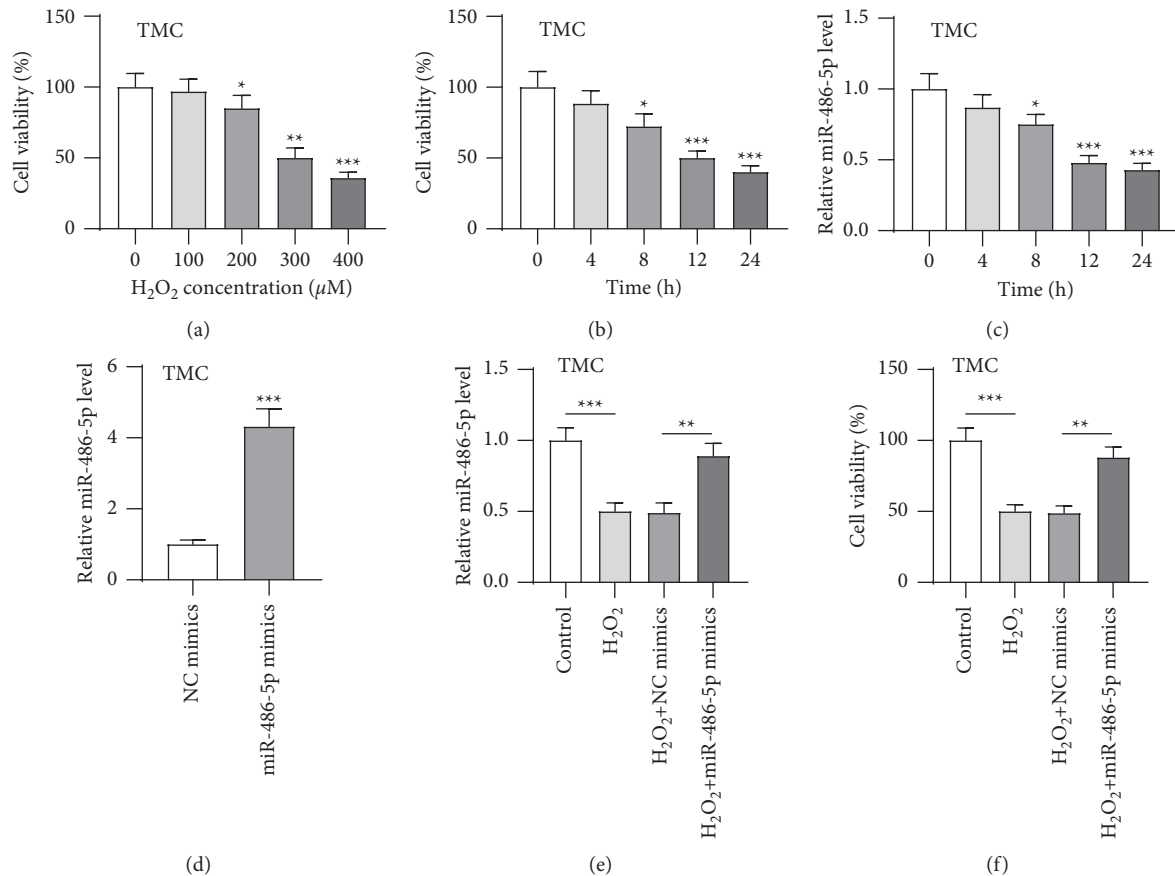 150
100
50
0
Cell viability (%)
TMC
*
**
***
0 100 200 300 400
H₂O₂ concentration (µM)
(a)
150
100
50
0
Cell viability (%)
TMC
*
***
***
0 4 8 12 24
Time (h)
(b)
1.5
1.0
0.5
0.0
Relative miR-486-5p level
TMC
*
***
***
0 4 8 12 24
Time (h)
(c)
6
4
2
0
Relative miR-486-5p level
TMC
***
NC mimics
miR-486-5p mimics
(d)
1.5
1.0
0.5
0.0
Relative miR-486-5p level
TMC
***
**
Control
H₂O₂
H₂O₂+NC mimics
H₂O₂+miR-486-5p mimics
(e)
150
100
50
0
Cell viability (%)
TMC
***
**
Control
H₂O₂
H₂O₂+NC mimics
H₂O₂+miR-486-5p mimics
(f)